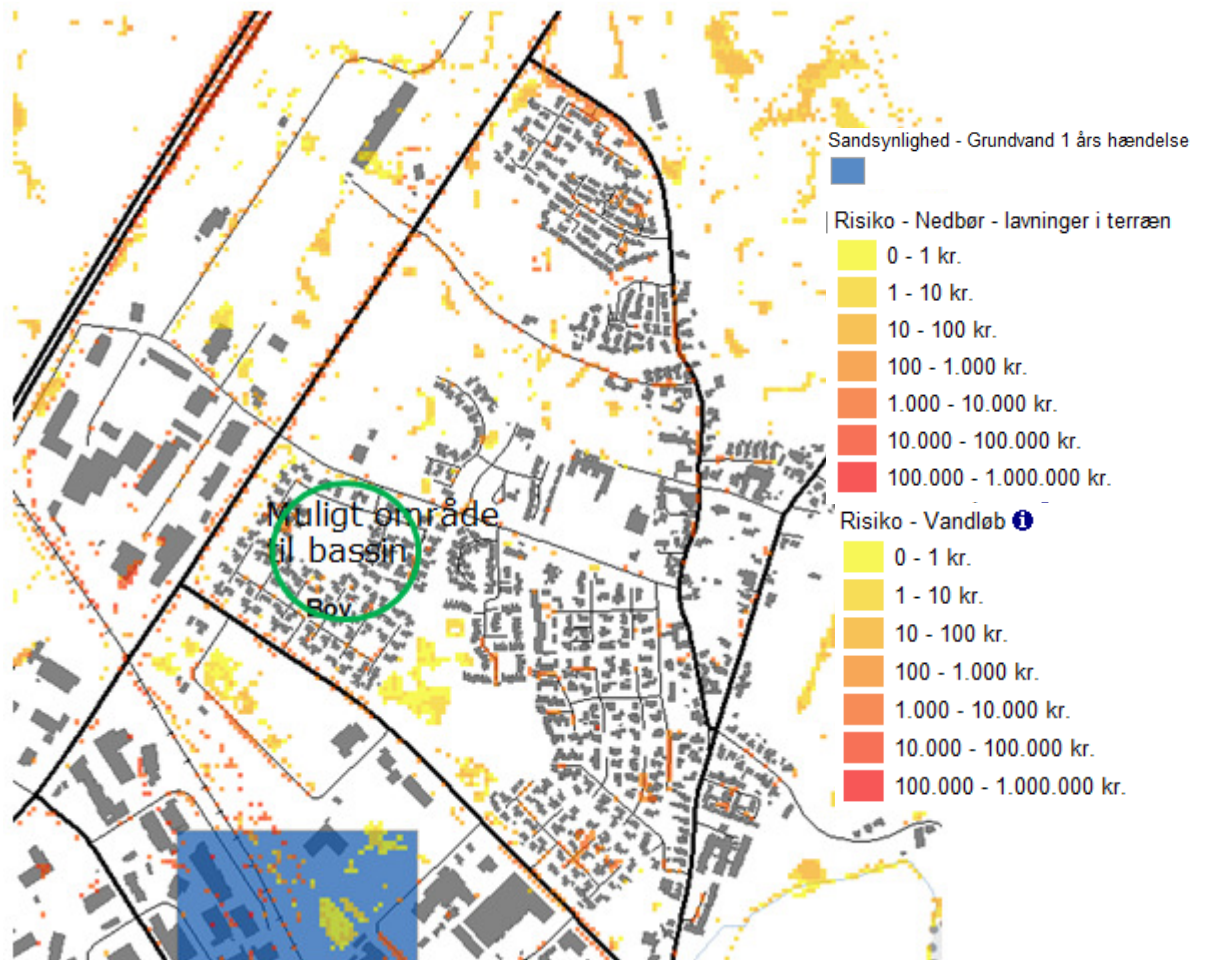 Sandsynlighed - Grundvand 1 års hændelse
Risiko - Nedbør - lavninger i terræn
0 - 1 kr.
1 - 10 kr.
10 - 100 kr.
100 - 1.000 kr.
1.000 - 10.000 kr.
10.000 - 100.000 kr.
100.000 - 1.000.000 kr.
Risiko - Vandløb i
0 - 1 kr.
1 - 10 kr.
10 - 100 kr.
100 - 1.000 kr.
1.000 - 10.000 kr.
10.000 - 100.000 kr.
100.000 - 1.000.000 kr.
Muligt område
til bassin
Bov